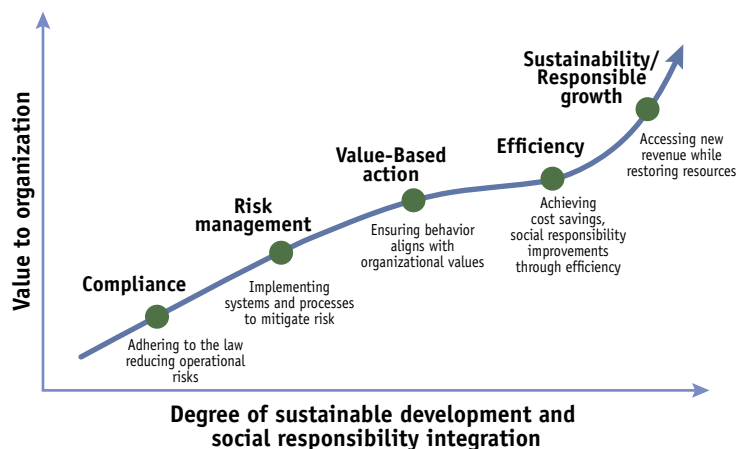 Value to organization
Sustainability/
Responsible
growth
Accessing new
revenue while
restoring resources
Efficiency
Achieving
cost savings,
social responsibility
improvements
through efficiency
Value-Based
action
Ensuring behavior
aligns with
organizational values
Risk
management
Implementing
systems and processes
to mitigate risk
Compliance
Adhering to the law
reducing operational
risks
Degree of sustainable development and
social responsibility integration